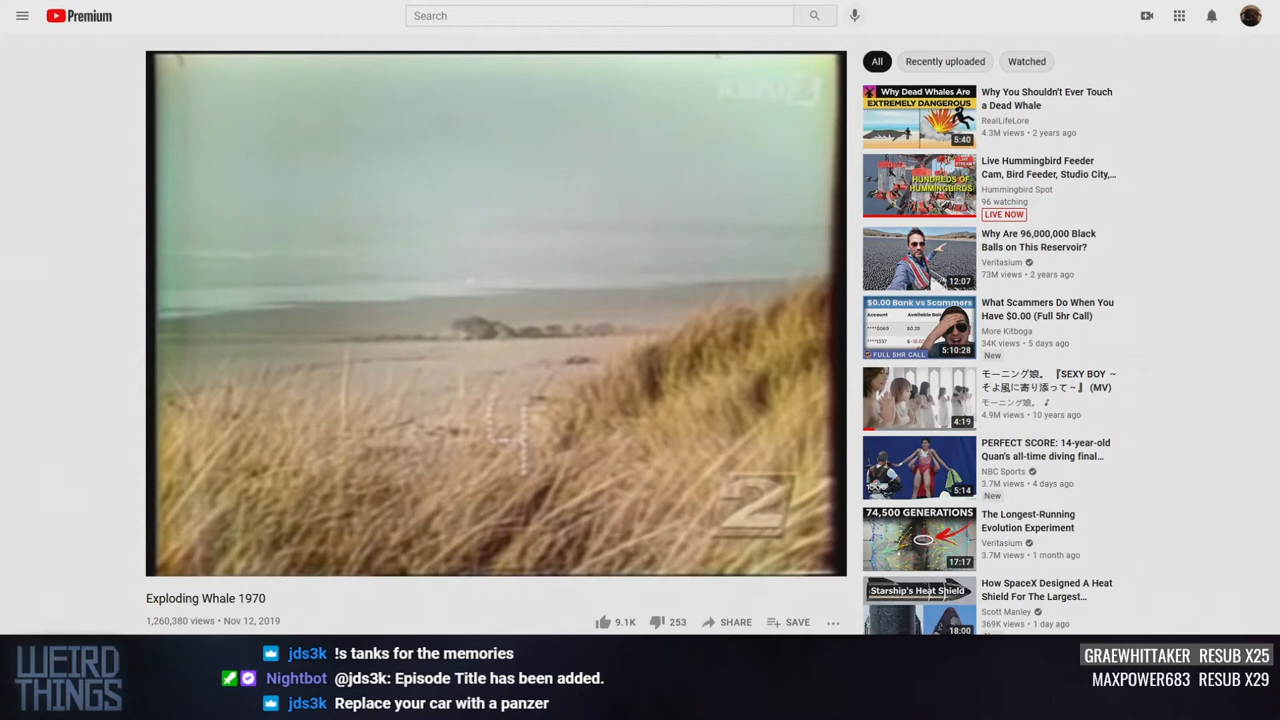 Premium
Search
2
Exploding Whale 1970
1,260,380 views • Nov 12, 2019
9.1K
253
SHARE
SAVE
All
Recently uploaded
Watched
Why Dead Whales Are
EXTREMELY DANGEROUS
5:40
Why You Shouldn't Ever Touch
a Dead Whale
RealLifeLore
4.3M views • 2 years ago
LIVE
STREAM
HUNDREDS OF
HUMMINGBIRDS
Live Hummingbird Feeder
Cam, Bird Feeder, Studio City,...
Hummingbird Spot
96 watching
LIVE NOW
12:07
Why Are 96,000,000 Black
Balls on This Reservoir?
Veritasium
73M views • 2 years ago
$0.00 Bank vs Scammers
Account
$0.20
FULL 5HR CALL
5:10:28
What Scammers Do When You
Have $0.00 (Full 5hr Call)
More Kitboga
34K views • 5 days ago
New
4:19
モーニング娘。 『SEXY BOY ~
そよ風に寄り添って~』 (MV)
モーニング娘。
4.9M views • 10 years ago
5:14
PERFECT SCORE: 14-year-old
Quan's all-time diving final...
NBC Sports
3.7M views • 4 days ago
New
74,500 GENERATIONS
17:17
The Longest-Running
Evolution Experiment
Veritasium
3.7M views • 1 month ago
Starship's Heat Shield
18:00
How SpaceX Designed A Heat
Shield For The Largest...
Scott Manley
369K views • 1 day ago
WEIRD
THINGS
jds3k !s tanks for the memories
Nightbot @jds3k: Episode Title has been added.
jds3k Replace your car with a panzer
GRAEWHITTAKER RESUB X25
MAXPOWER683 RESUB X29